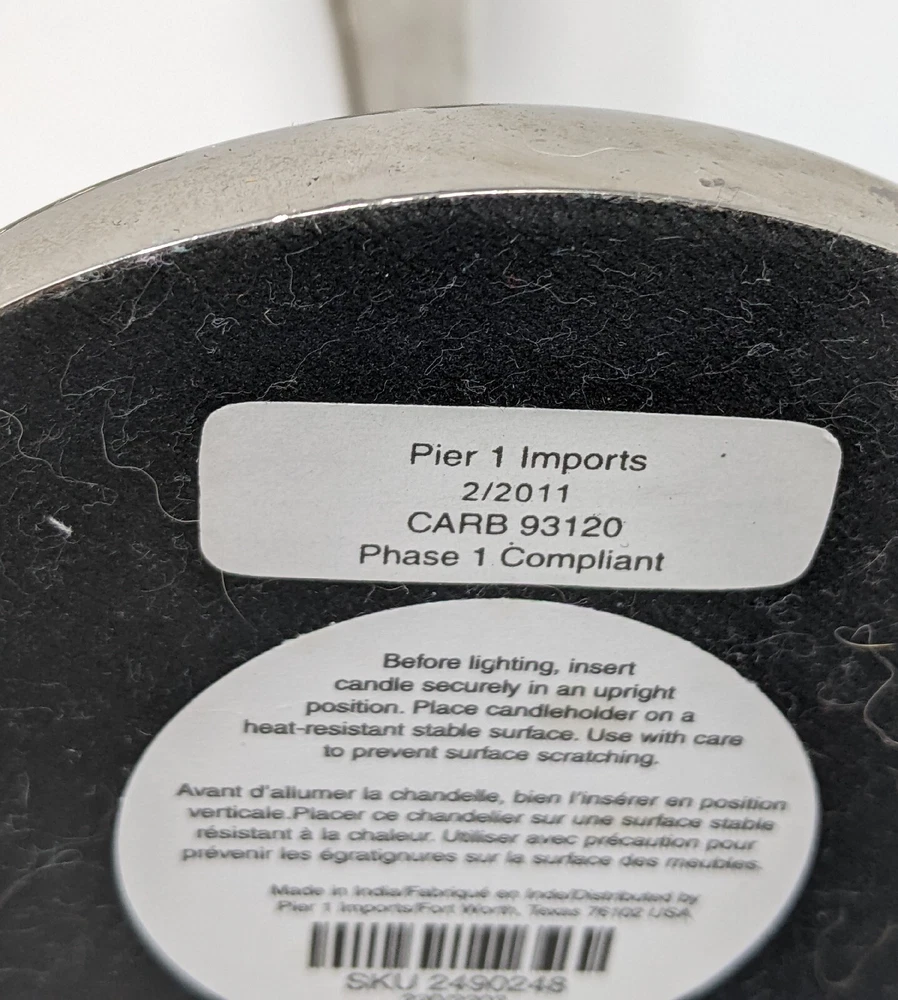 Pier 1 Imports
2/2011
CARB 93120
Phase 1 Compliant
Before lighting, insert
candle securely in an upright
position. Place candleholder on a
heat-resistant stable surface. Use with care
to prevent surface scratching.
Avant d'allumer la chandelle, bien l'insérer en position
verticale.Placer ce chandelier sur une surface stable
résistant à la chaleur. Utiliser avec précaution pour
prévenir les égratignures sur la surface des meubles.
Made in India/Fabriqué en Inde/Distributed by
Pier 1 Imports/Fort Worth, Texas 76102 USA
SKU 2490248